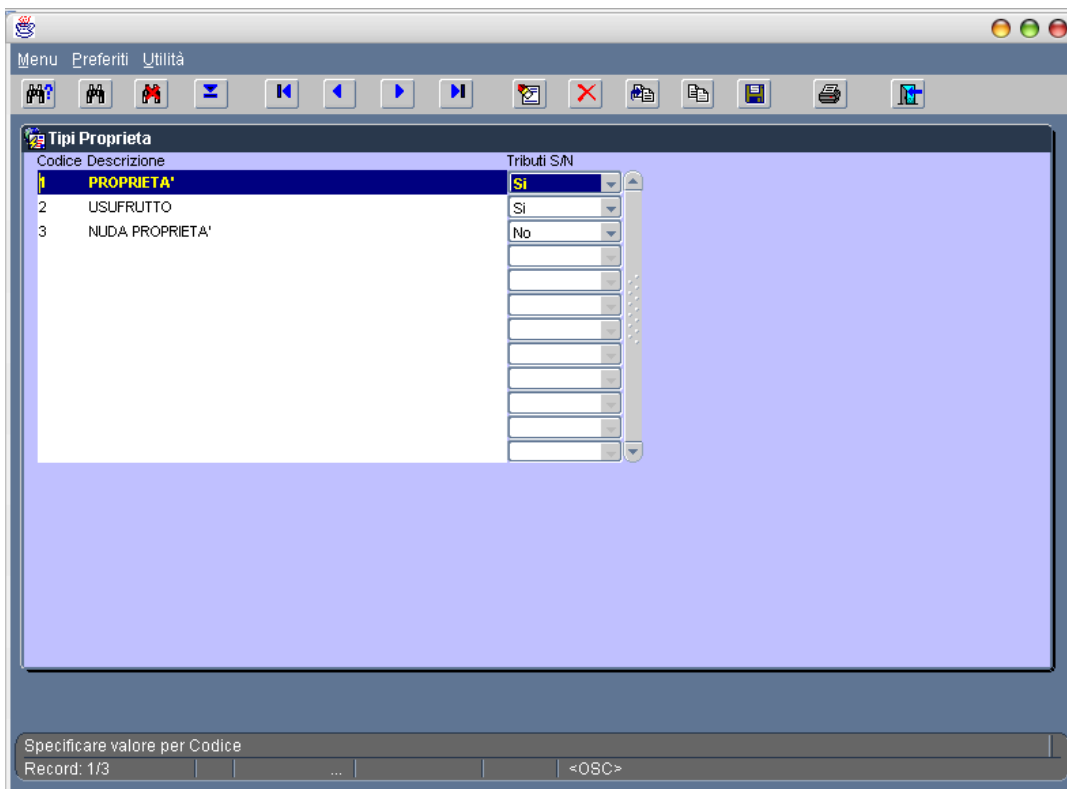 Menu Preferiti Utilità
Tipi Proprieta
Codice Descrizione Tributi S/N
1 PROPRIETA' Si
2 USUFRUTTO Si
3 NUDA PROPRIETA' No
Specificare valore per Codice
Record: 1/3 ... <OSC>